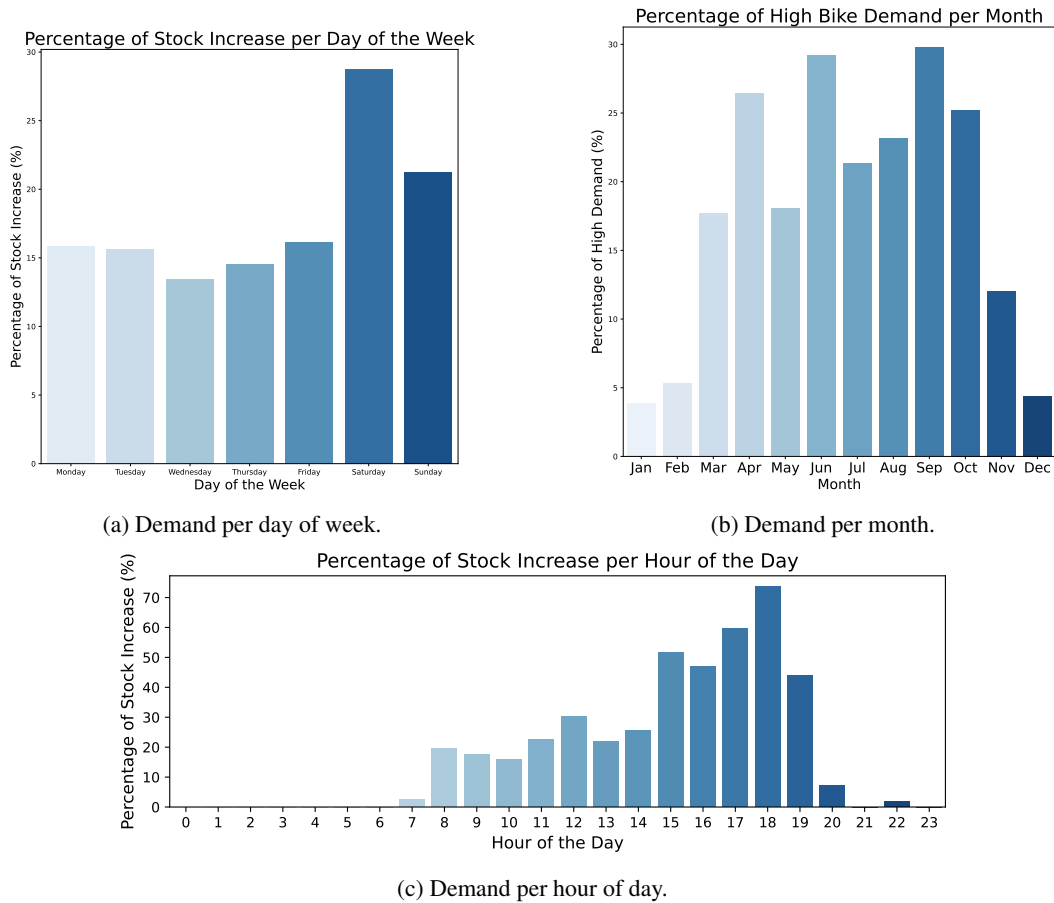 Percentage of Stock Increase per Day of the Week
Percentage of Stock Increase (%)
30
25
20
15
10
5
0
Monday Tuesday Wednesday Thursday Friday Saturday Sunday
Day of the Week
(a) Demand per day of week.
Percentage of High Bike Demand per Month
Percentage of High Demand (%)
30
25
20
15
10
5
0
Jan Feb Mar Apr May Jun Jul Aug Sep Oct Nov Dec
Month
(b) Demand per month.
Percentage of Stock Increase per Hour of the Day
Percentage of Stock Increase (%)
70
60
50
40
30
20
10
0
0 1 2 3 4 5 6 7 8 9 10 11 12 13 14 15 16 17 18 19 20 21 22 23
Hour of the Day
(c) Demand per hour of day.